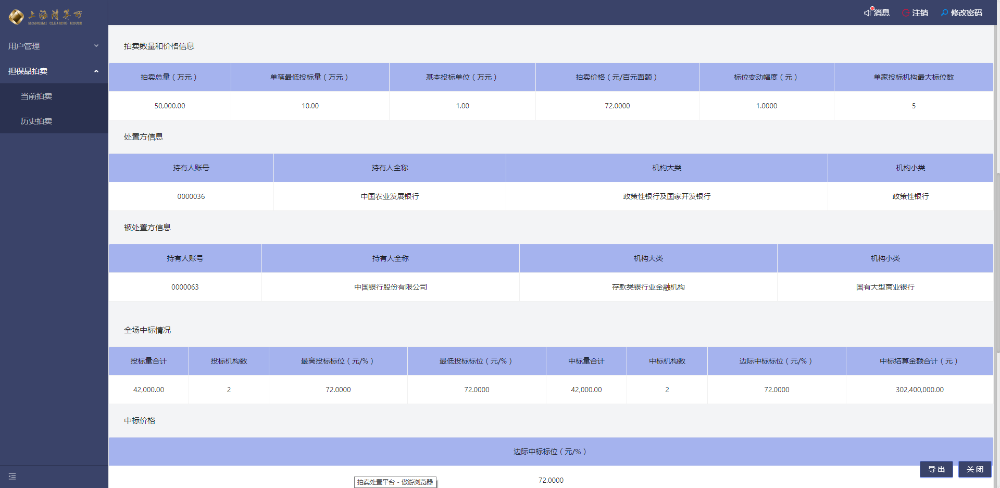 上海清算所
SHANGHAI CLEARING HOUSE
消息 注销 修改密码
用户管理
担保品拍卖
当前拍卖
历史拍卖
拍卖数量和价格信息
拍卖总量（万元） 单笔最低投标量（万元） 基本投标单位（万元） 拍卖价格（元/百元面额） 标位变动幅度（元） 单家投标机构最大标位数
50,000.00 10.00 1.00 72.0000 1.0000 5
处置方信息
持有人账号 持有人全称 机构大类 机构小类
0000036 中国农业发展银行 政策性银行及国家开发银行 政策性银行
被处置方信息
持有人账号 持有人全称 机构大类 机构小类
0000063 中国银行股份有限公司 存款类银行业金融机构 国有大型商业银行
全场中标情况
投标量合计 投标机构数 最高投标标位（元/%） 最低投标标位（元/%） 中标量合计 中标机构数 边际中标标位（元/%） 中标结算金额合计（元）
42,000.00 2 72.0000 72.0000 42,000.00 2 72.0000 302,400,000.00
中标价格
边际中标标位（元/%）
72.0000
导出 关闭
拍卖处置平台 - 傲游浏览器